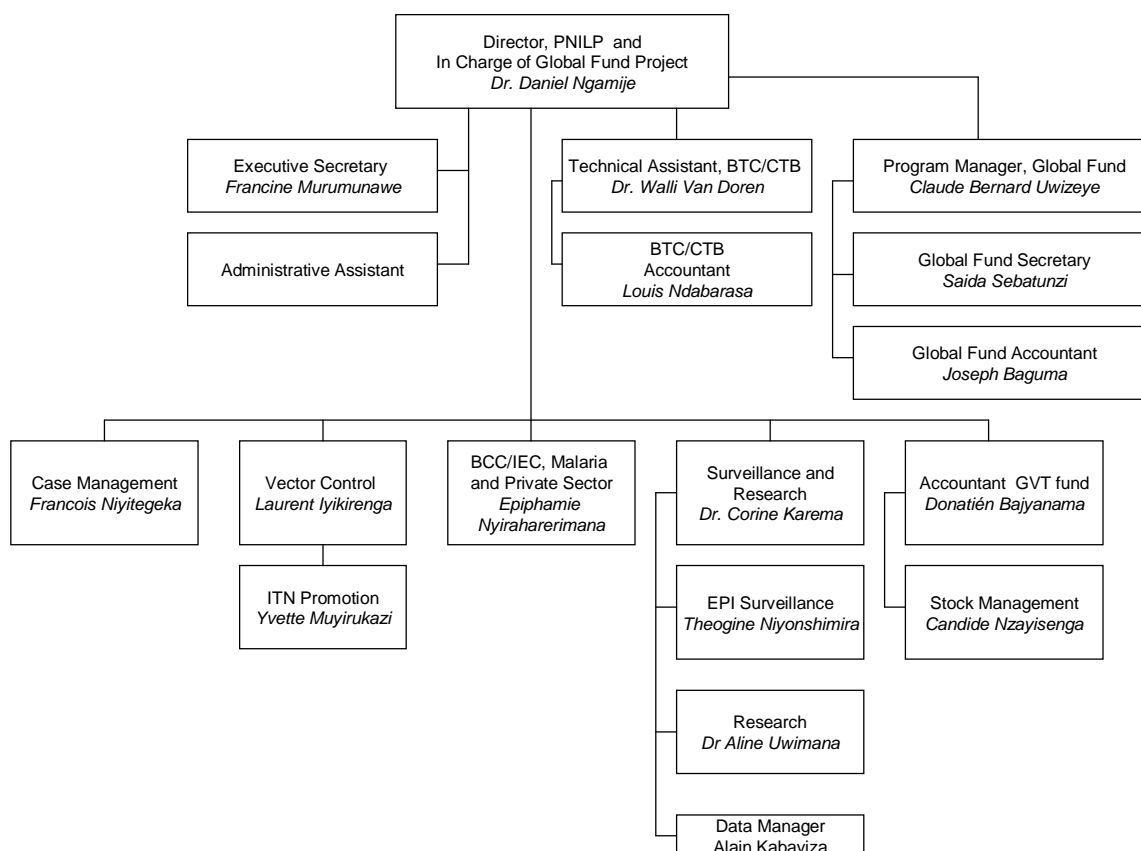 Director, PNILP and
In Charge of Global Fund Project
Dr. Daniel Ngamije
Executive Secretary
Francine Murumunawe
Technical Assistant, BTC/CTB
Dr. Walli Van Doren
Program Manager, Global Fund
Claude Bernard Uwizeye
Administrative Assistant
BTC/CTB
Accountant
Louis Ndabarasa
Global Fund Secretary
Saida Sebatunzi
Global Fund Accountant
Joseph Baguma
Case Management
Francois Niyitegeka
Vector Control
Laurent Iyikirenga
BCC/IEC, Malaria
and Private Sector
Epiphamie
Nyiraharerimana
Surveillance and
Research
Dr. Corine Karema
Accountant GVT fund
Donatién Bajyanama
ITN Promotion
Yvette Muyirukazi
EPI Surveillance
Theogine Niyonshimira
Stock Management
Candide Nzayisenga
Research
Dr Aline Uwimana
Data Manager
Alain Kabayiza